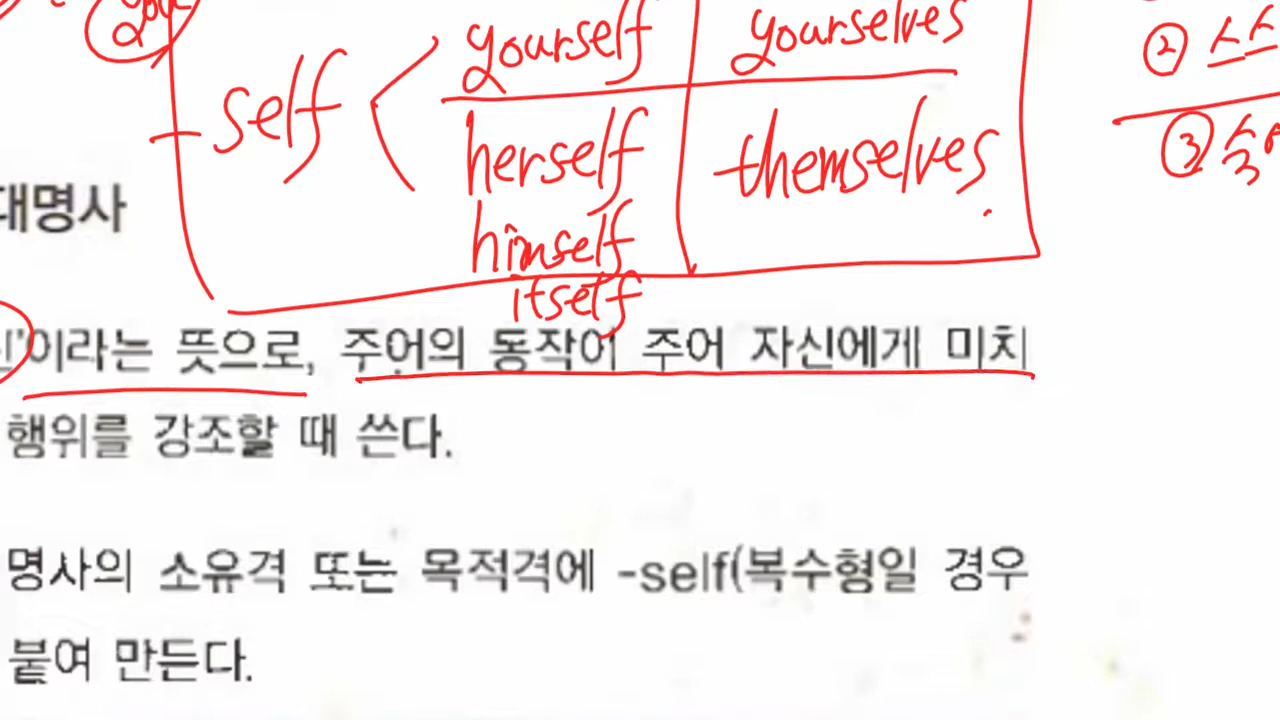 yourself yourselves
-self herself themselves
himself
itself
② 스스
③
대명사
이라는 뜻으로, 주어의 동작이 주어 자신에게 미치
행위를 강조할 때 쓴다.
명사의 소유격 또는 목적격에 -self(복수형일 경우
붙여 만든다.